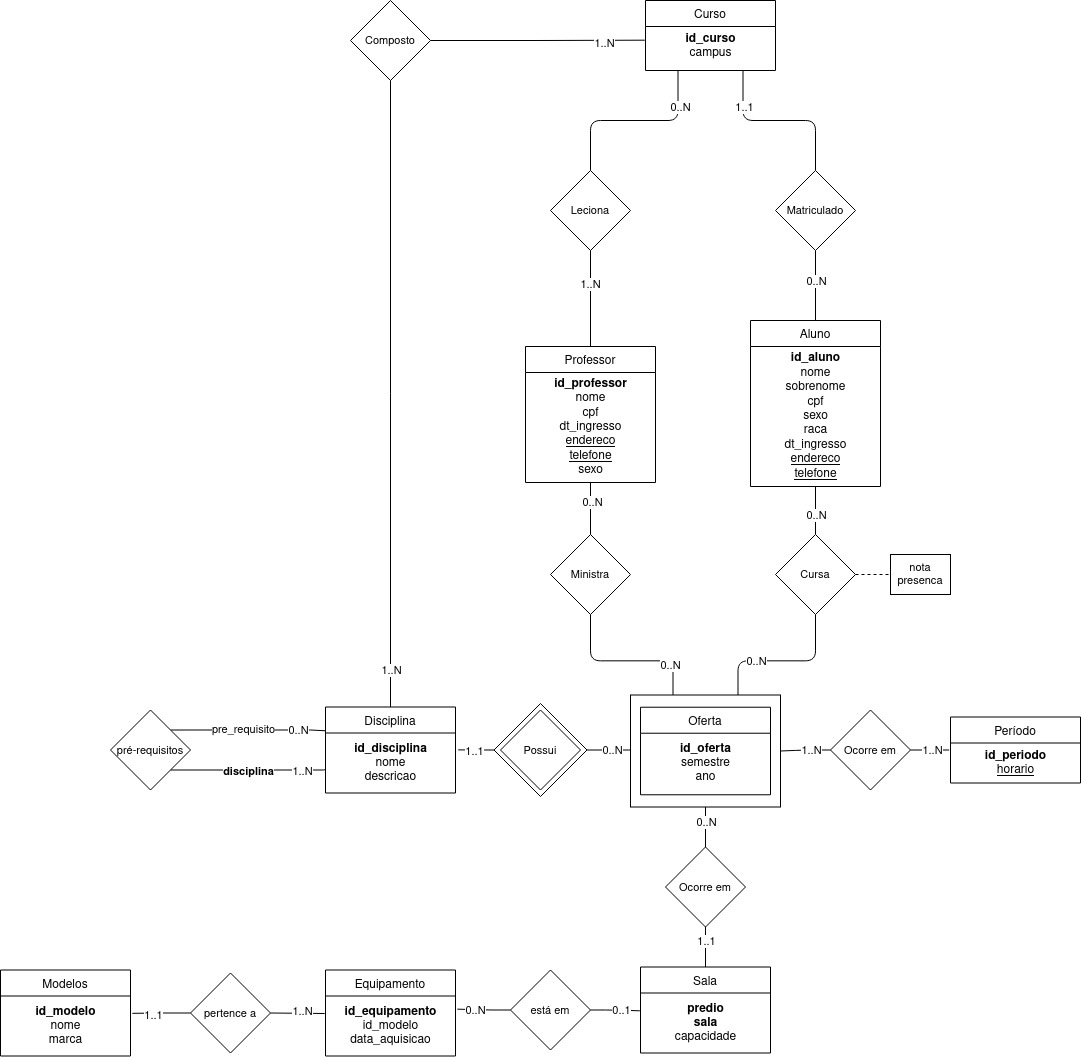 Curso
id_curso
campus
Composto
1..N
0..N
1..1
Leciona
Matriculado
1..N
0..N
Professor
id_professor
nome
cpf
dt_ingresso
endereco
telefone
sexo
Aluno
id_aluno
nome
sobrenome
cpf
sexo
raca
dt_ingresso
endereco
telefone
0..N
0..N
Ministra
Cursa
nota
presenca
0..N
0..N
1..N
pré-requisitos
pre_requisito
0..N
disciplina
1..N
Disciplina
id_disciplina
nome
descricao
1..1
Possui
0..N
Oferta
id_oferta
semestre
ano
1..N
Ocorre em
1..N
Período
id_periodo
horario
0..N
Ocorre em
1..1
Modelos
id_modelo
nome
marca
1..1
pertence a
1..N
Equipamento
id_equipamento
id_modelo
data_aquisicao
0..N
está em
0..1
Sala
predio
sala
capacidade